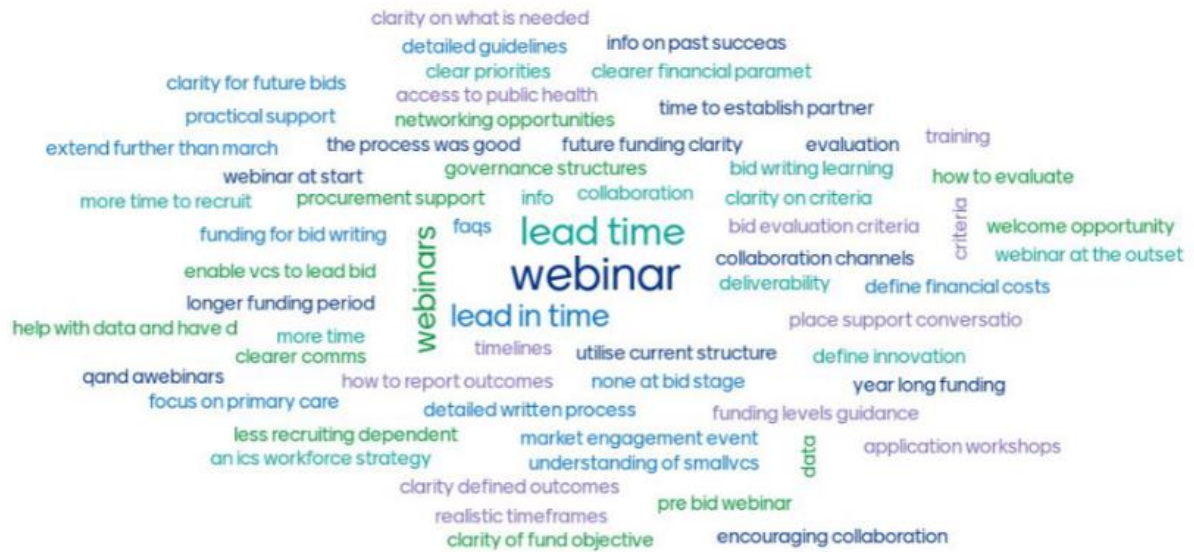 clarity on what is needed
detailed guidelines
info on past succeas
clear priorities
clearer financial paramet
clarity for future bids
access to public health
time to establish partner
practical support
networking opportunities
training
extend further than march
the process was good
future funding clarity
evaluation
governance structures
bid writing learning
webinar at start
how to evaluate
more time to recruit
procurement support
info
collaboration
clarity on criteria
criteria
funding for bid writing
webinars
faqs
lead time
bid evaluation criteria
welcome opportunity
webinar at the outset
enable vcs to lead bid
webinar
collaboration channels
deliverability
define financial costs
longer funding period
lead in time
place support conversatio
help with data and have d
more time
clearer comms
timelines
utilise current structure
define innovation
qand awebinars
how to report outcomes
none at bid stage
year long funding
focus on primary care
detailed written process
funding levels guidance
less recruiting dependent
market engagement event
data
application workshops
an ics workforce strategy
understanding of smallvcs
clarity defined outcomes
pre bid webinar
realistic timeframes
clarity of fund objective
encouraging collaboration